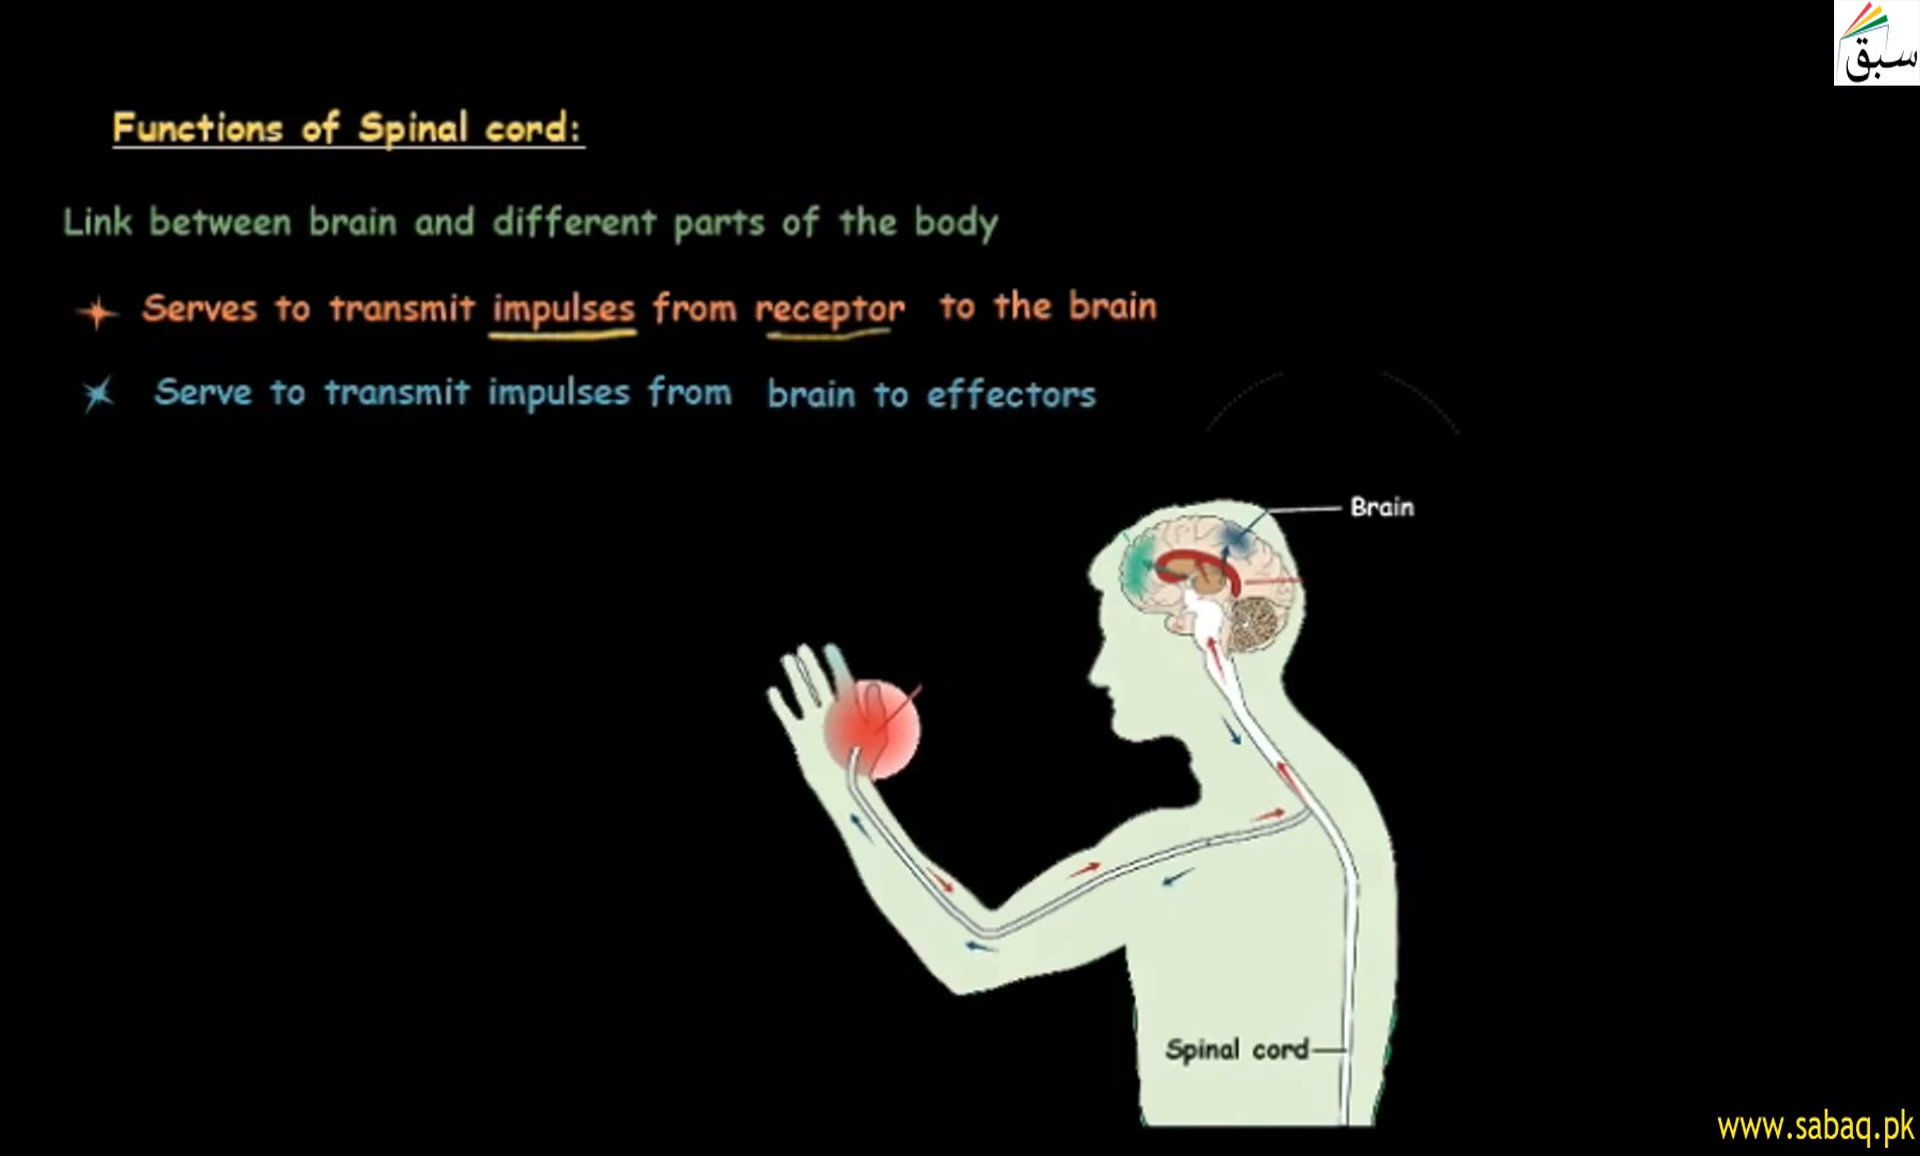 سبق
Functions of Spinal cord:
Link between brain and different parts of the body
Serves to transmit impulses from receptor to the brain
Serve to transmit impulses from brain to effectors
Brain
Spinal cord
www.sabaq.pk